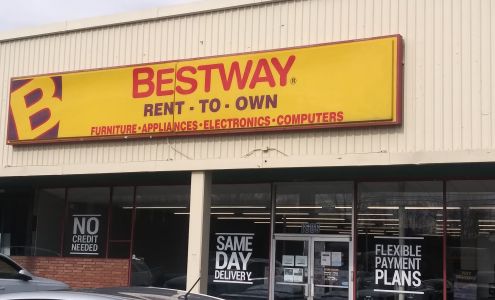 B BESTWAY®
RENT - TO - OWN
FURNITURE • APPLIANCES • ELECTRONICS • COMPUTERS
NO
CREDIT
NEEDED
SAME
DAY
DELIVERY
FLEXIBLE
PAYMENT
PLANS